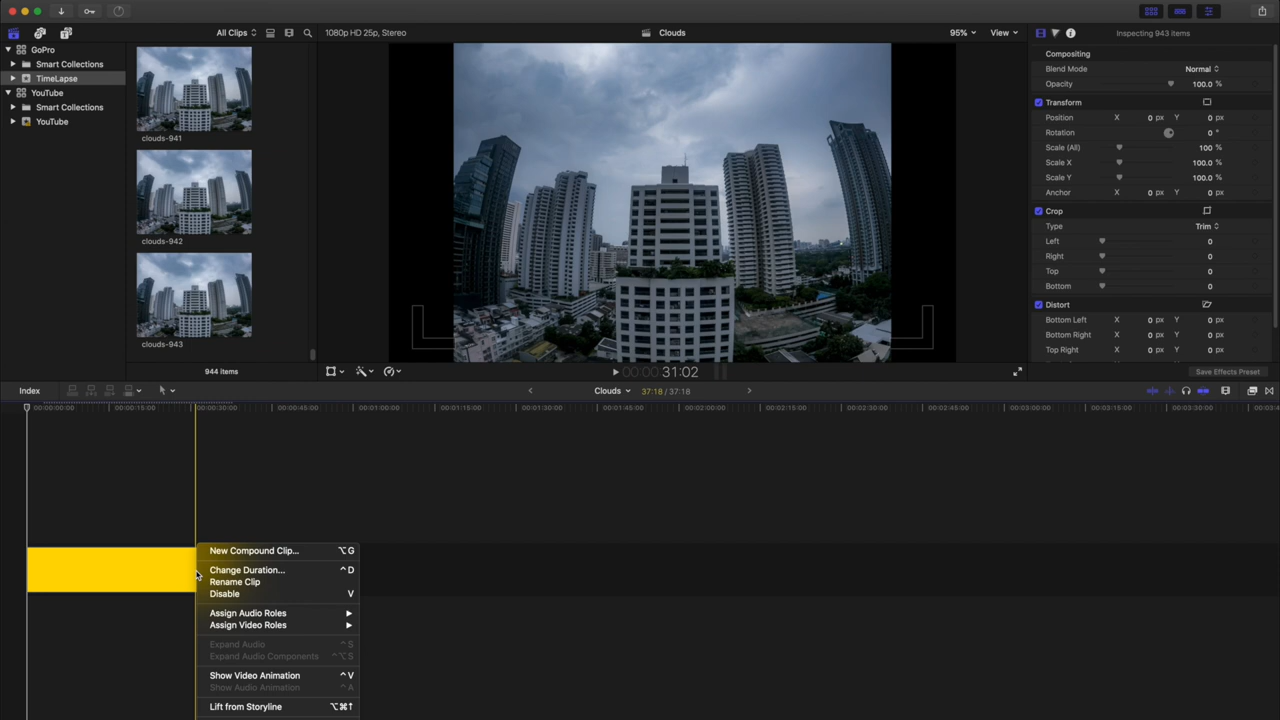 All Clips
1080p HD 25p, Stereo
Clouds
95%
View
Inspecting 943 items
GoPro
Smart Collections
TimeLapse
YouTube
Smart Collections
YouTube
clouds-941
clouds-942
clouds-943
944 items
00:00:00:31:02
Compositing
Blend Mode
Normal
Opacity
100.0 %
Transform
Position X 0 px Y 0 px
Rotation 0 °
Scale (All) 100 %
Scale X 100.0 %
Scale Y 100.0 %
Anchor X 0 px Y 0 px
Crop
Type Trim
Left 0
Right 0
Top 0
Bottom 0
Distort
Bottom Left X 0 px Y 0 px
Bottom Right X 0 px Y 0 px
Top Right X 0 px Y 0 px
Save Effects Preset
Index
Clouds
37:18 / 37:18
00:00:00:00
00:00:15:00
00:00:30:00
00:00:45:00
00:01:00:00
00:01:15:00
00:01:30:00
00:01:45:00
00:02:00:00
00:02:15:00
00:02:30:00
00:02:45:00
00:03:00:00
00:03:15:00
00:03:30:00
New Compound Clip... ⌥G
Change Duration... ^D
Rename Clip
Disable V
Assign Audio Roles
Assign Video Roles
Expand Audio ^S
Expand Audio Components ^⌥S
Show Video Animation ^V
Show Audio Animation ^A
Lift from Storyline ⌥⌘↑